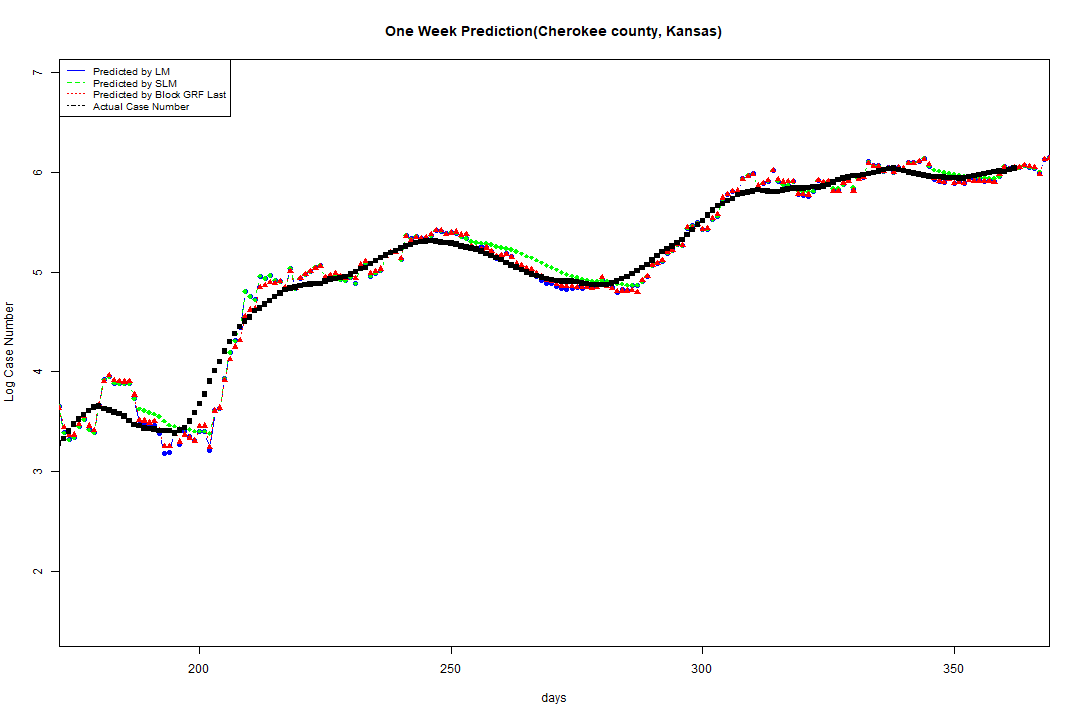 One Week Prediction(Cherokee county, Kansas)
Predicted by LM
Predicted by SLM
Predicted by Block GRF Last
Actual Case Number
7
6
5
4
3
2
Log Case Number
200 250 300 350
days